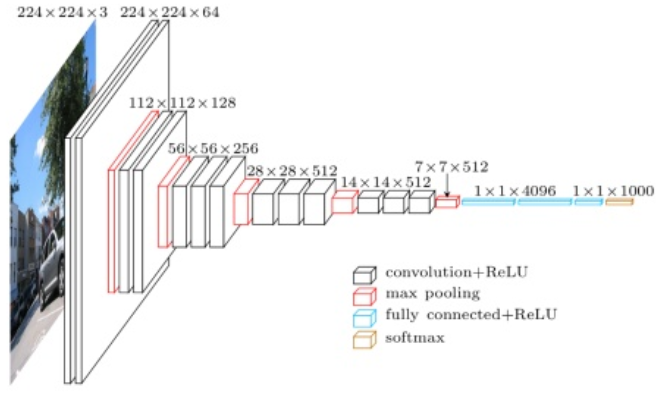 224×224×3
224×224×64
112×112×128
56×56×256
28×28×512
14×14×512
7×7×512
1×1×4096
1×1×1000
convolution+ReLU
max pooling
fully connected+ReLU
softmax